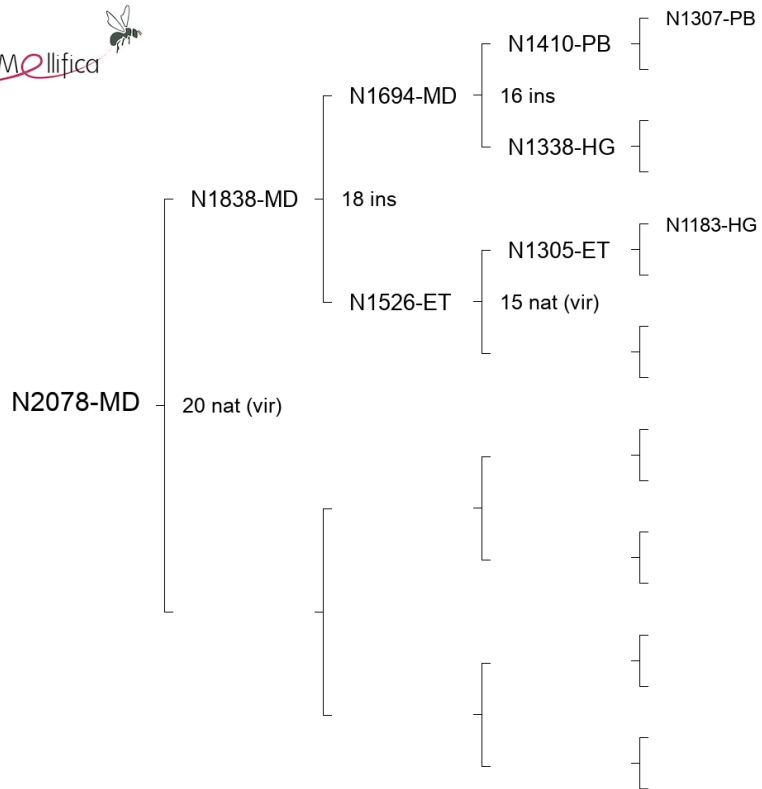 Mellifica
N1307-PB
N1410-PB
N1694-MD
16 ins
N1338-HG
N1838-MD
18 ins
N1183-HG
N1305-ET
N1526-ET
15 nat (vir)
N2078-MD
20 nat (vir)